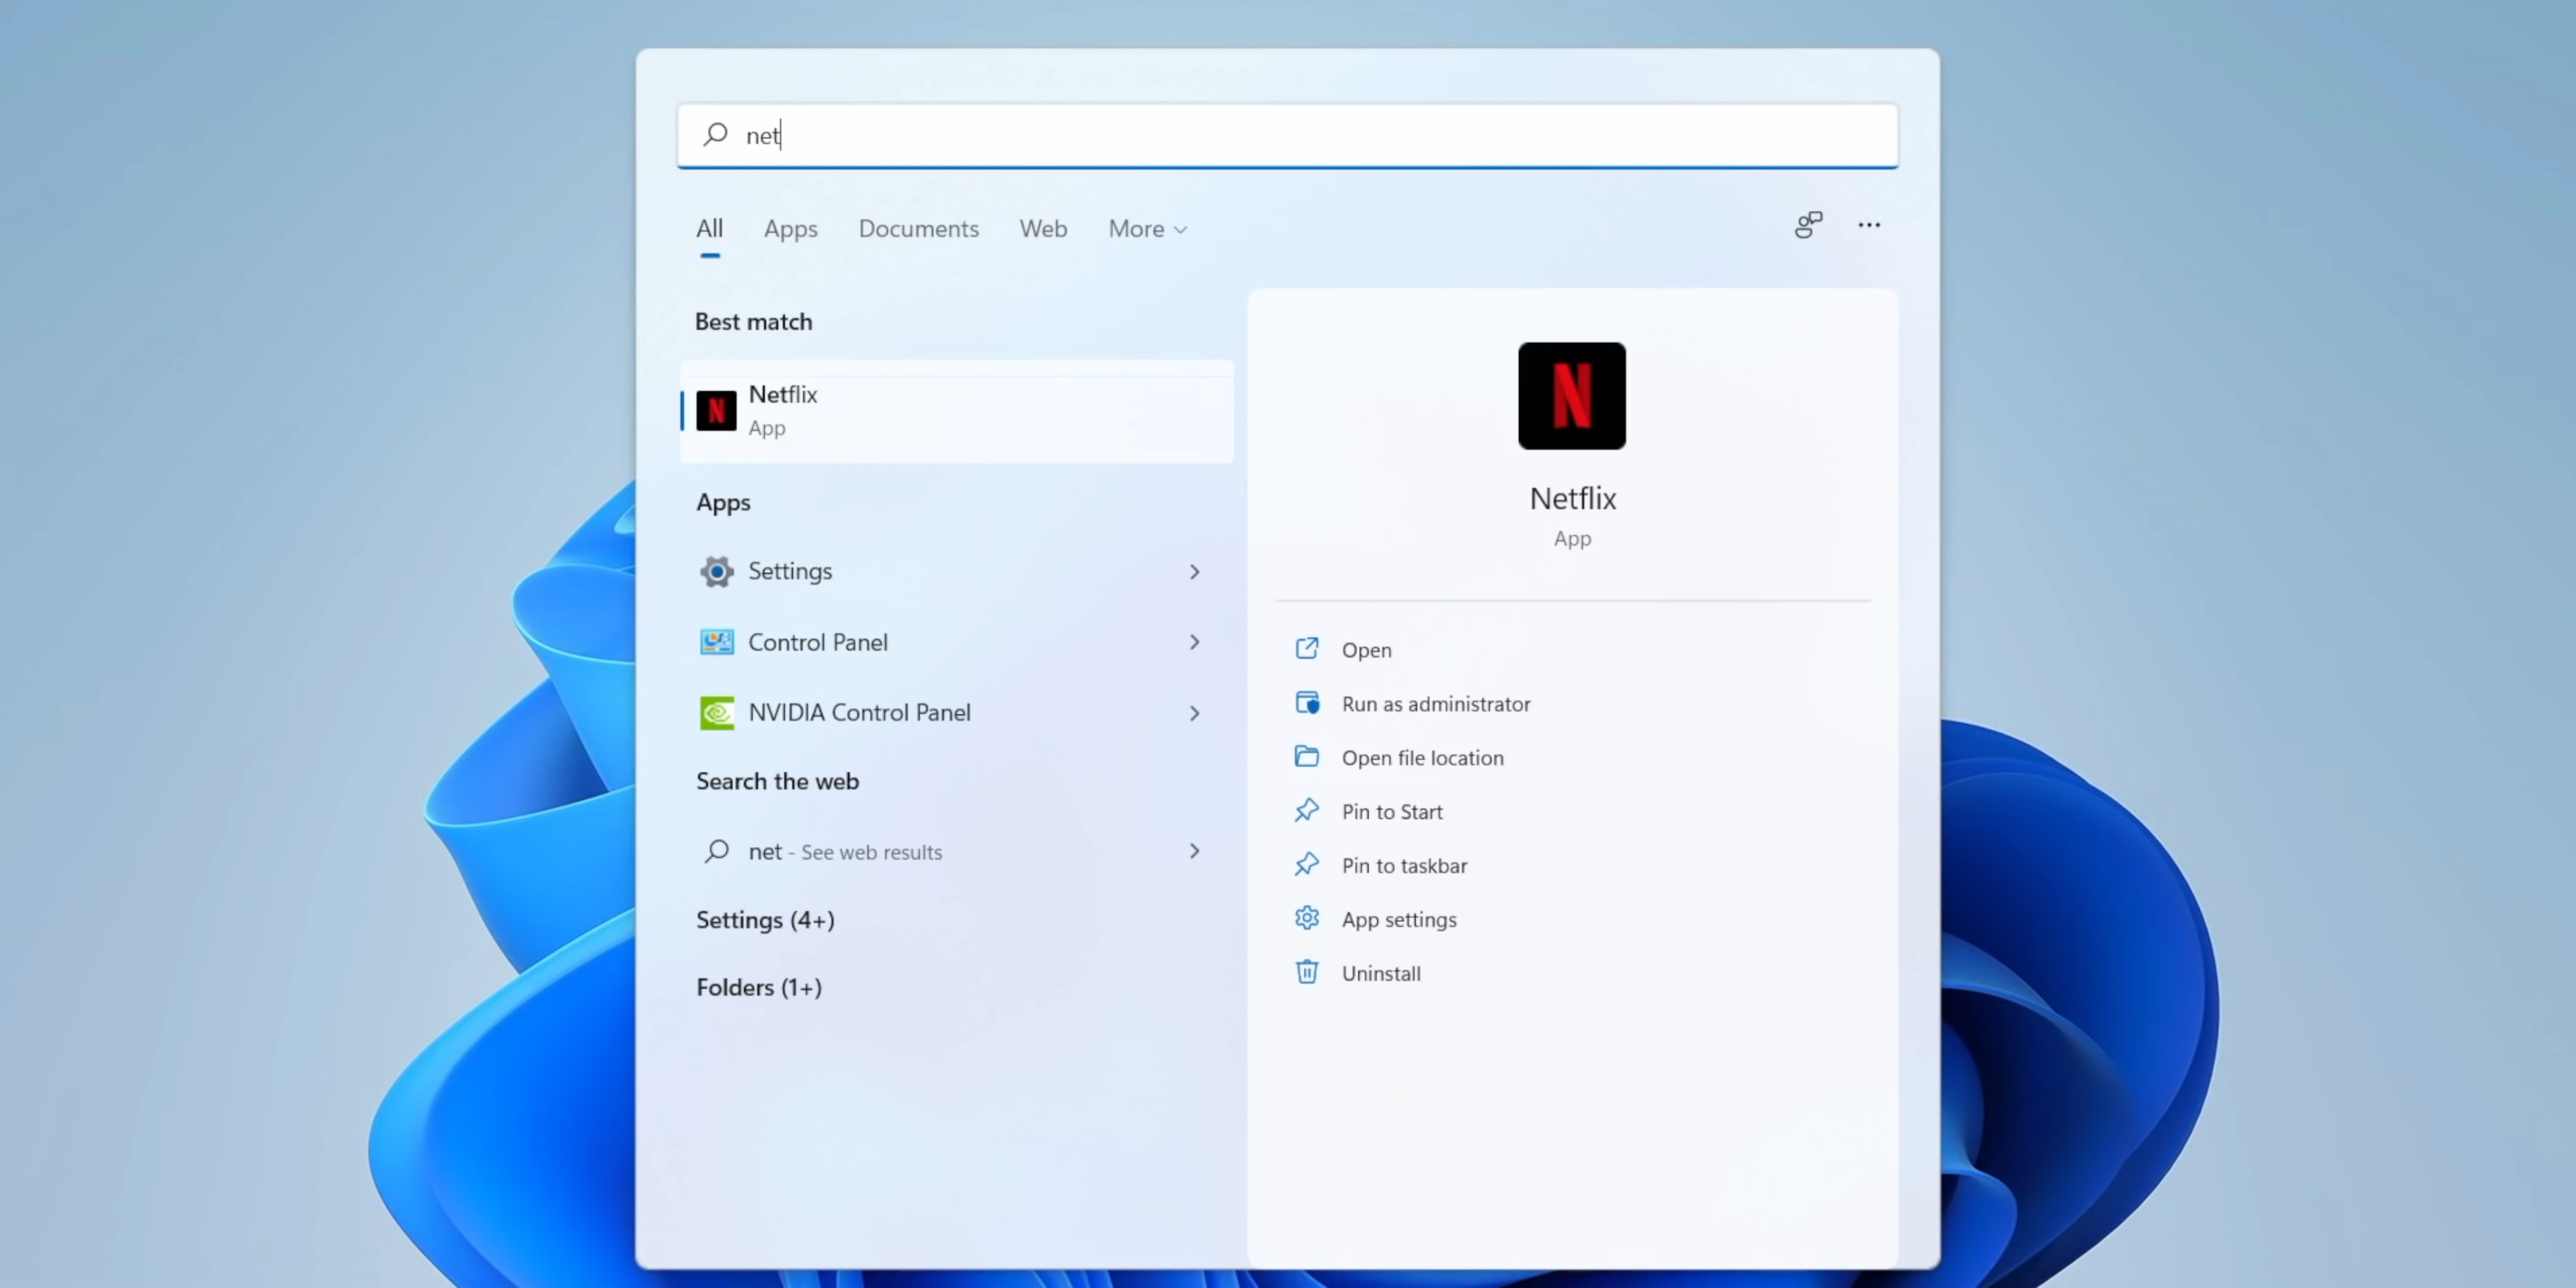 net
All Apps Documents Web More
Best match
Netflix
App
Apps
Settings
Control Panel
NVIDIA Control Panel
Search the web
net - See web results
Settings (4+)
Folders (1+)
N
Netflix
App
Open
Run as administrator
Open file location
Pin to Start
Pin to taskbar
App settings
Uninstall